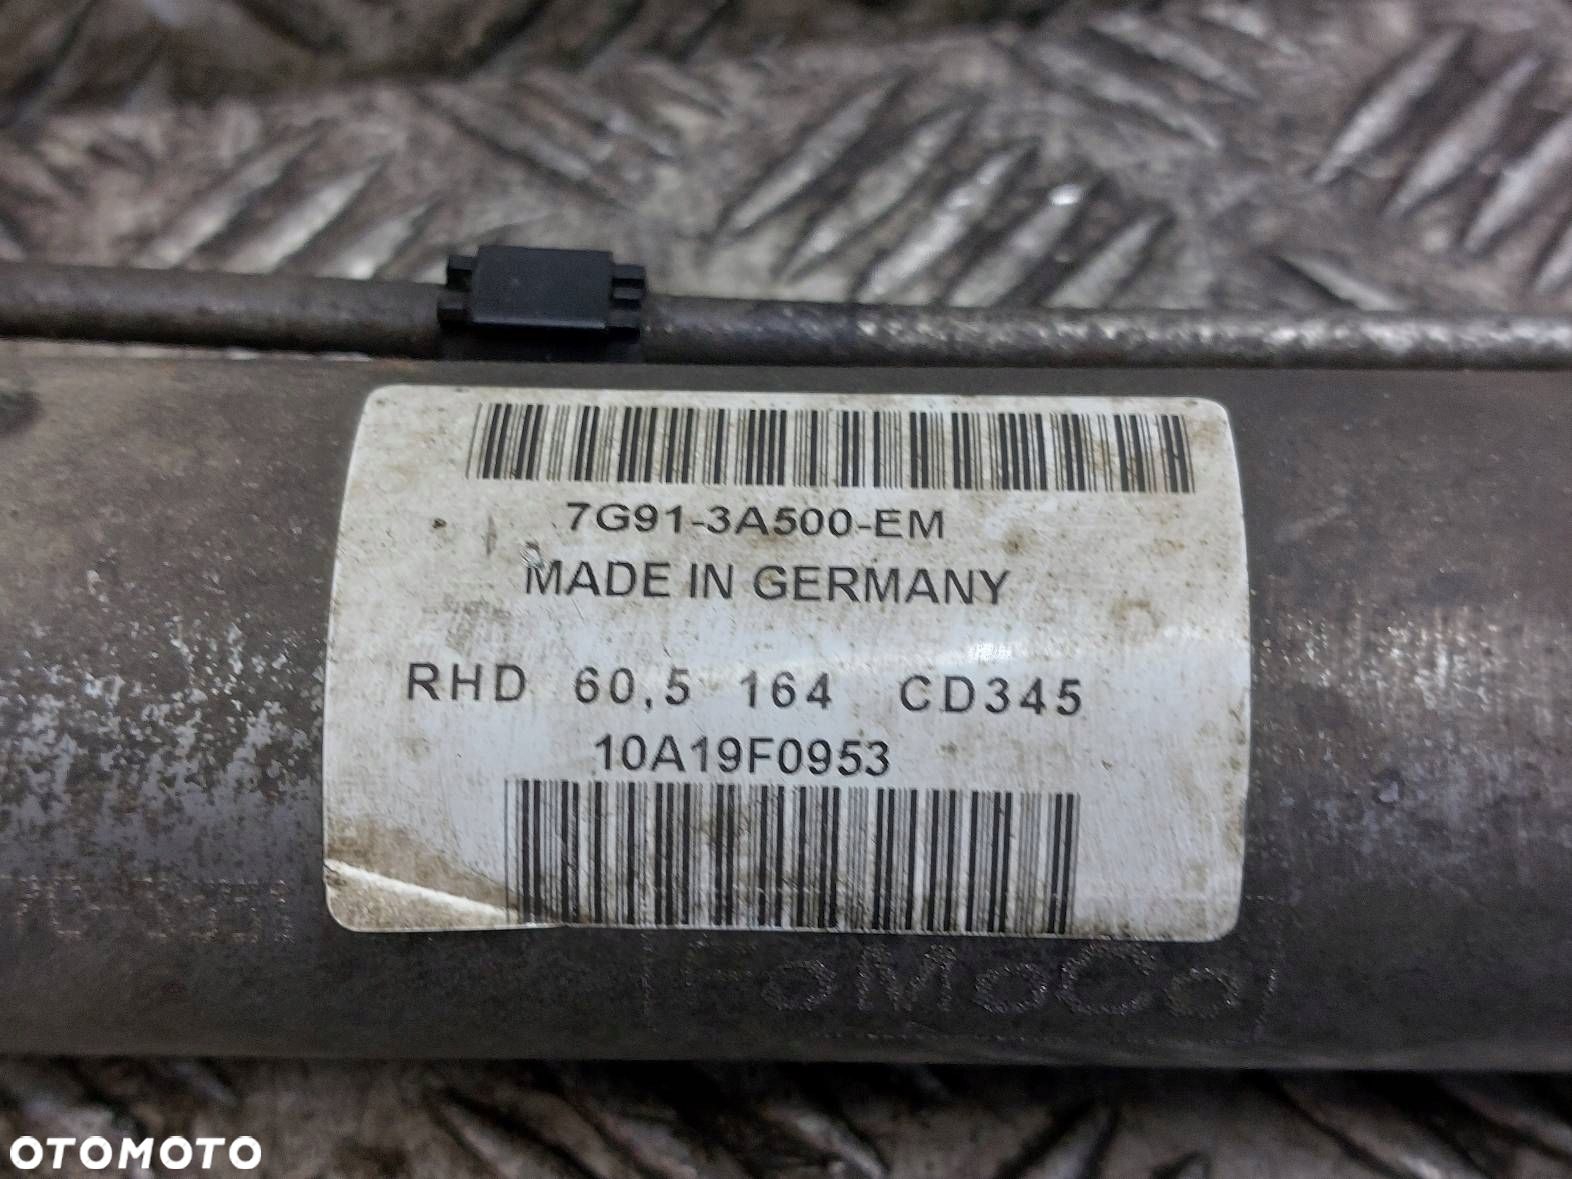 7G91-3A500-EM
MADE IN GERMANY
RHD 60,5 164 CD345
10A19F0953
FoMoCo
OTOMOTO